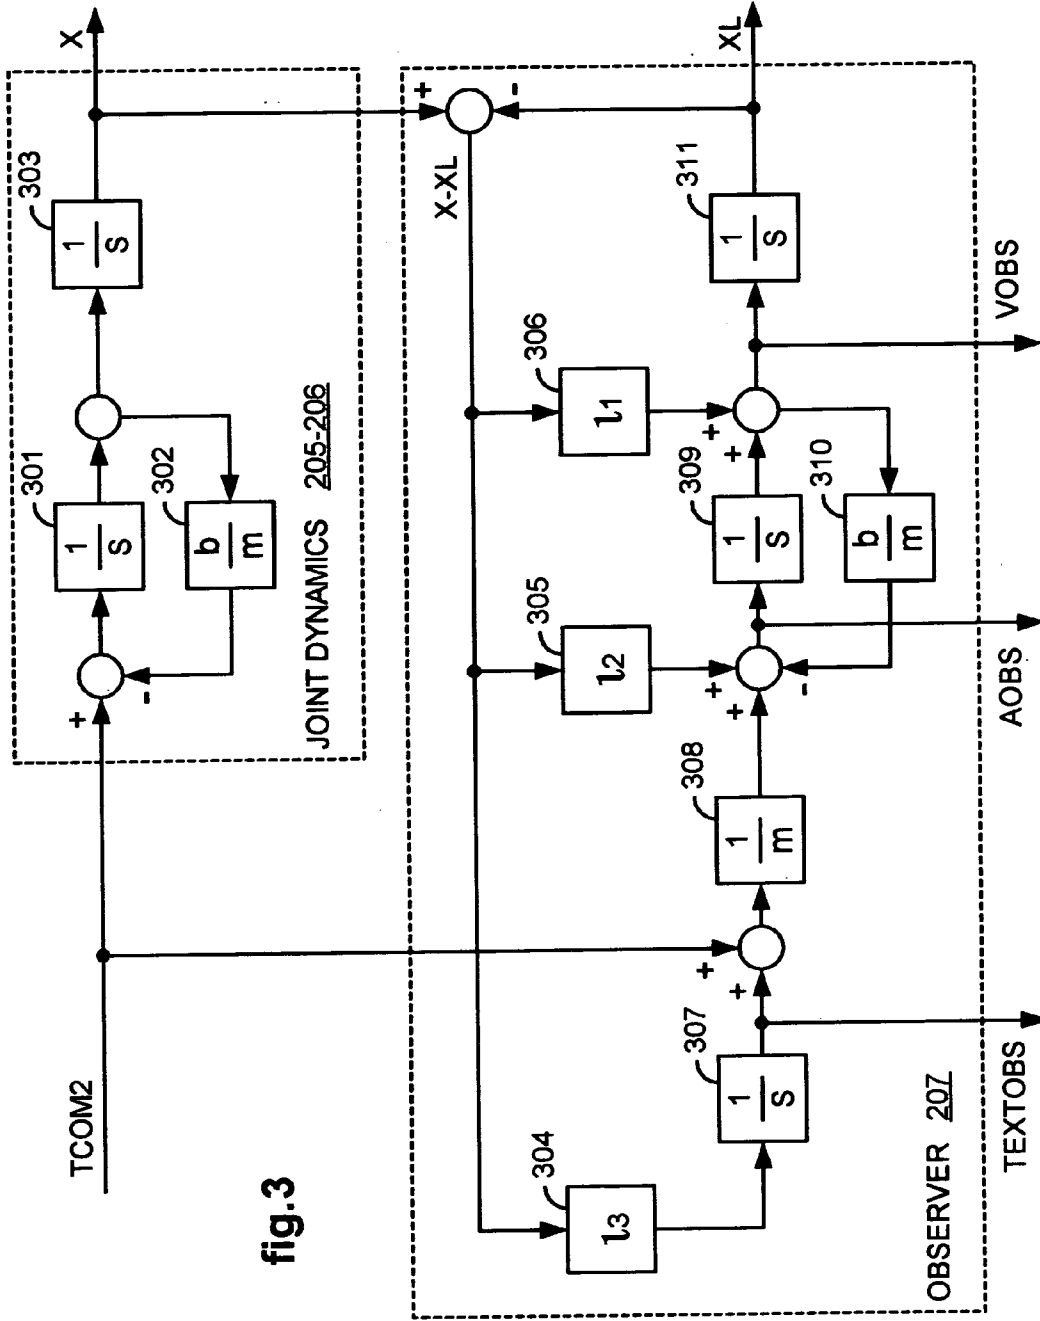 fig.3
TCOM2
X
301
1
s
302
b
m
303
1
s
+
-
JOINT DYNAMICS 205-206
+
-
X-XL
XL
304
l3
305
l2
306
l1
307
1
s
+
+
308
1
m
+
+
-
309
1
s
310
b
m
+
+
311
1
s
OBSERVER 207
TEXTOBS
AOBS
VOBS